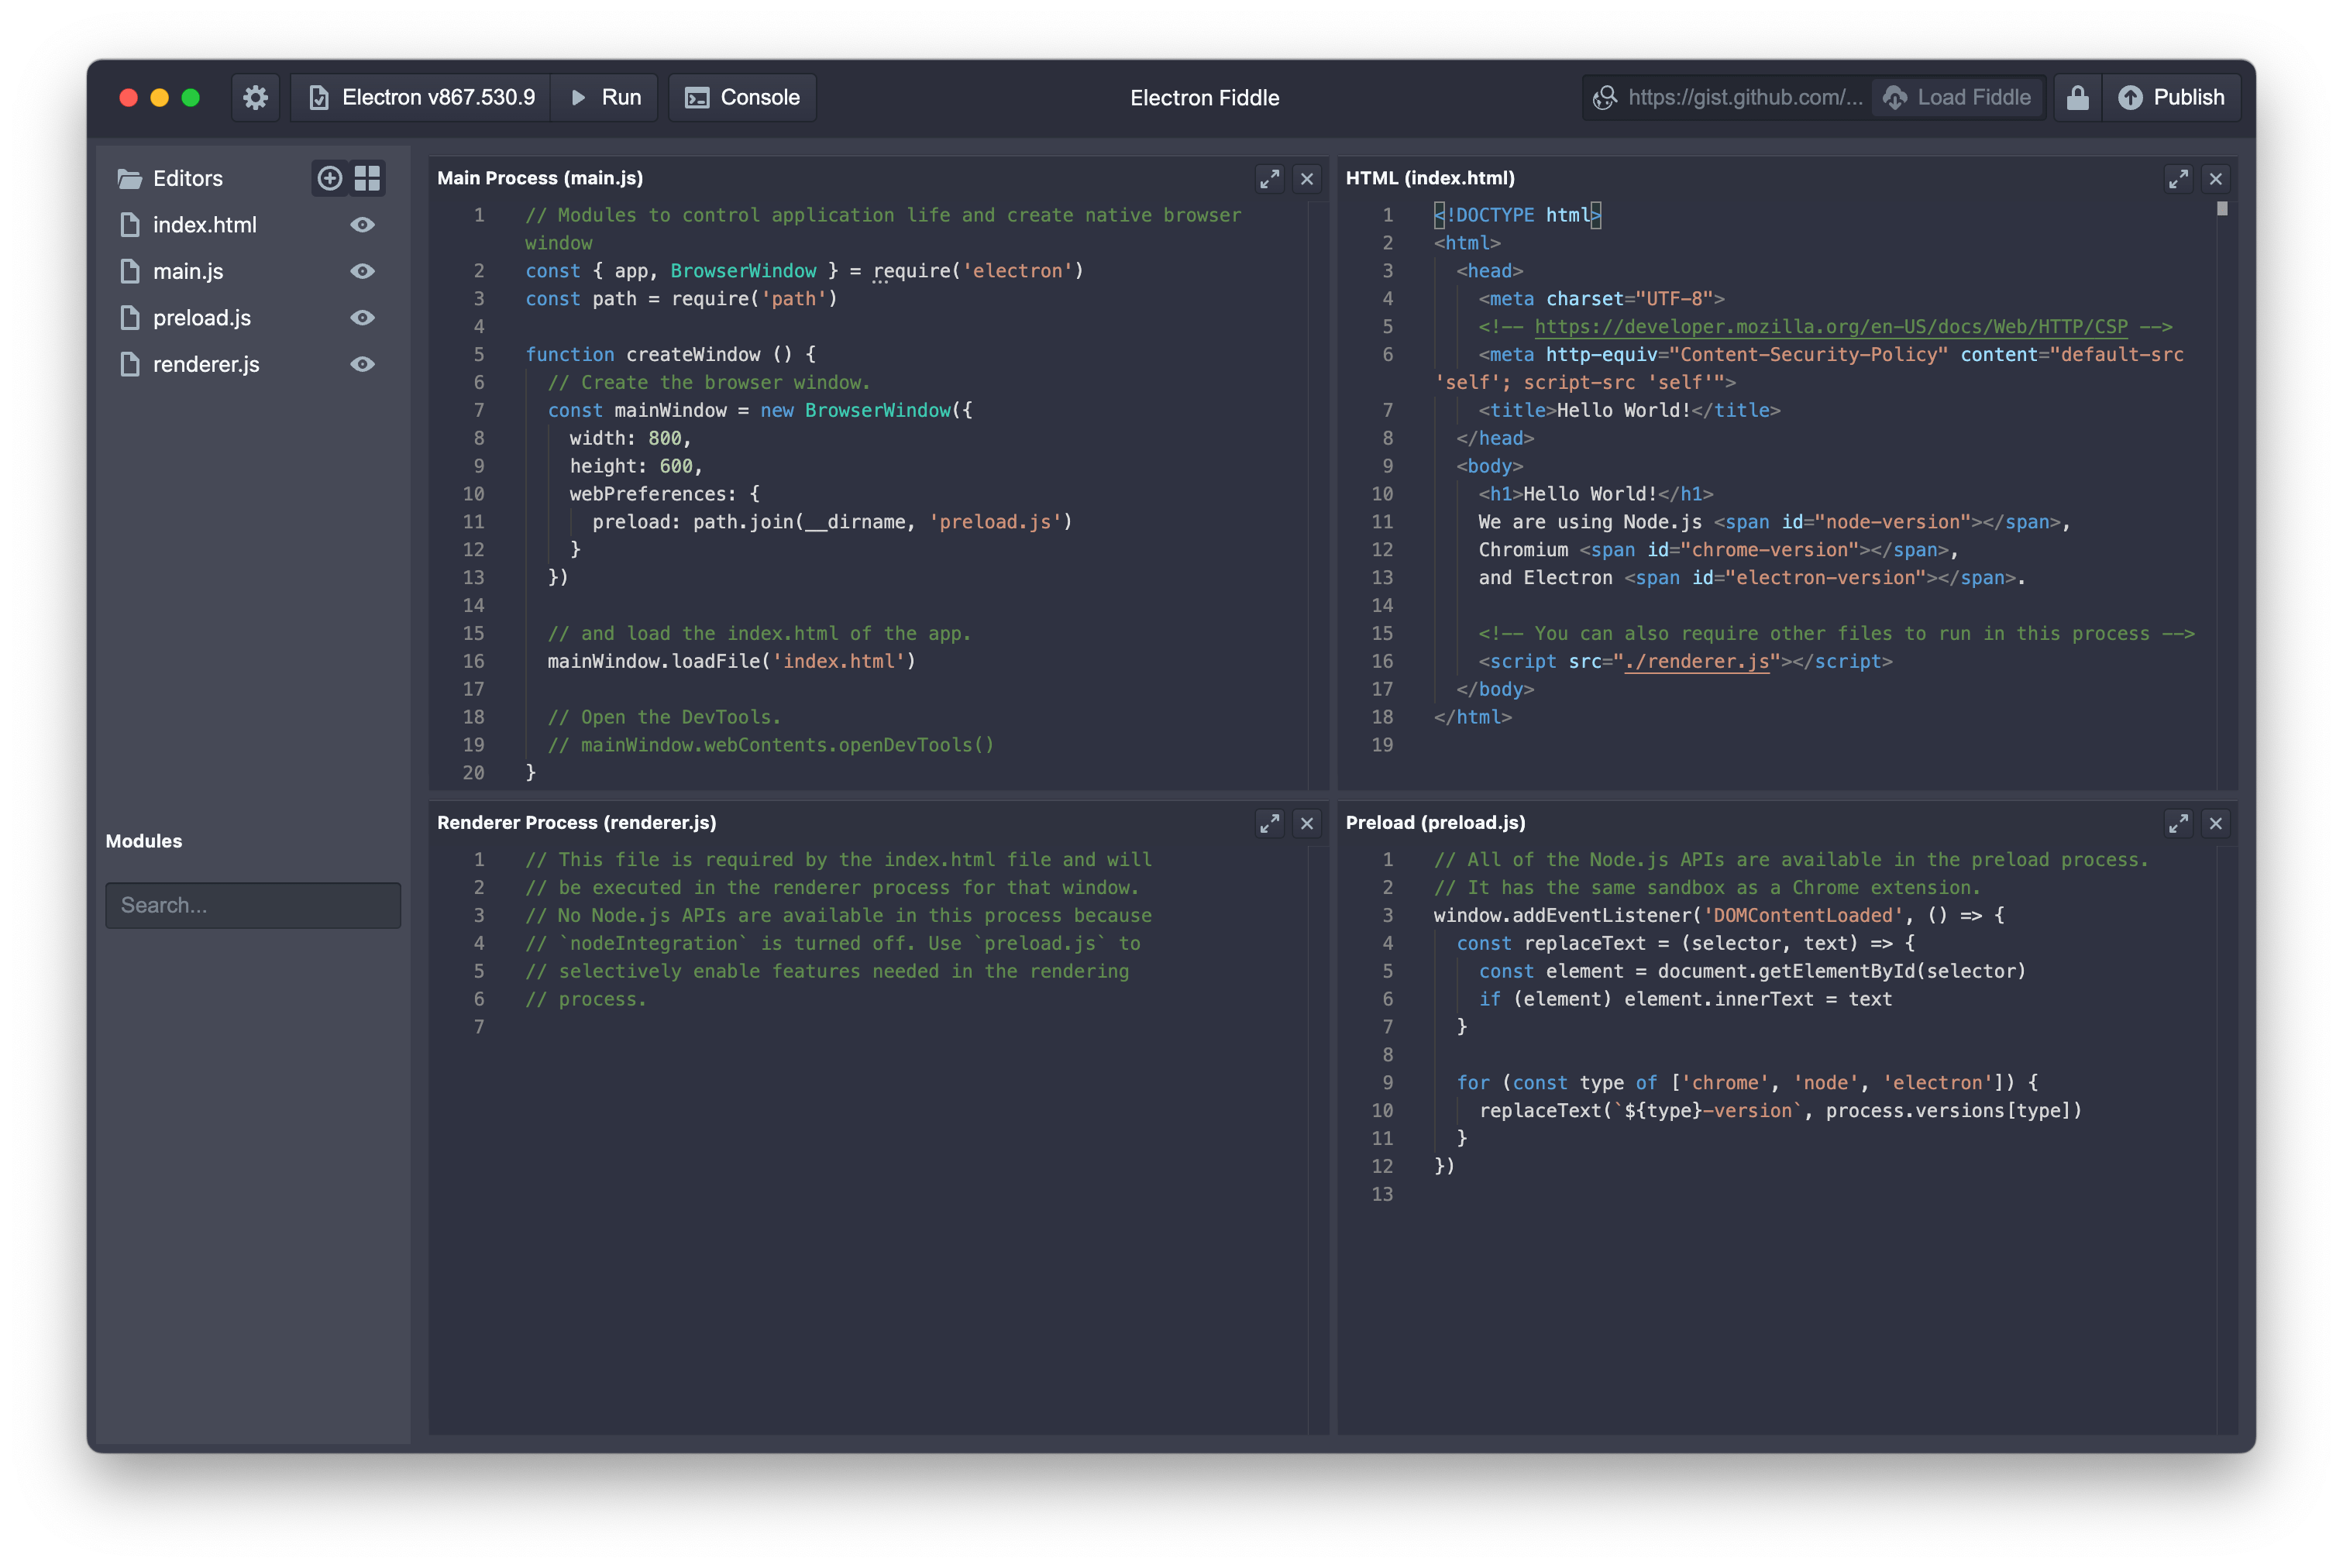 Electron v867.530.9 Run Console Electron Fiddle https://gist.github.com/... Load Fiddle Publish
Editors
index.html
main.js
preload.js
renderer.js
Modules
Search...
Main Process (main.js)
1 // Modules to control application life and create native browser
window
2 const { app, BrowserWindow } = require('electron')
3 const path = require('path')
4
5 function createWindow () {
6 // Create the browser window.
7 const mainWindow = new BrowserWindow({
8 width: 800,
9 height: 600,
10 webPreferences: {
11 preload: path.join(__dirname, 'preload.js')
12 }
13 })
14
15 // and load the index.html of the app.
16 mainWindow.loadFile('index.html')
17
18 // Open the DevTools.
19 // mainWindow.webContents.openDevTools()
20 }
HTML (index.html)
1 <!DOCTYPE html>
2 <html>
3 <head>
4 <meta charset="UTF-8">
5 <!-- https://developer.mozilla.org/en-US/docs/Web/HTTP/CSP -->
6 <meta http-equiv="Content-Security-Policy" content="default-src
'self'; script-src 'self'">
7 <title>Hello World!</title>
8 </head>
9 <body>
10 <h1>Hello World!</h1>
11 We are using Node.js <span id="node-version"></span>,
12 Chromium <span id="chrome-version"></span>,
13 and Electron <span id="electron-version"></span>.
14
15 <!-- You can also require other files to run in this process -->
16 <script src="./renderer.js"></script>
17 </body>
18 </html>
19
Renderer Process (renderer.js)
1 // This file is required by the index.html file and will
2 // be executed in the renderer process for that window.
3 // No Node.js APIs are available in this process because
4 // `nodeIntegration` is turned off. Use `preload.js` to
5 // selectively enable features needed in the rendering
6 // process.
7
Preload (preload.js)
1 // All of the Node.js APIs are available in the preload process.
2 // It has the same sandbox as a Chrome extension.
3 window.addEventListener('DOMContentLoaded', () => {
4 const replaceText = (selector, text) => {
5 const element = document.getElementById(selector)
6 if (element) element.innerText = text
7 }
8
9 for (const type of ['chrome', 'node', 'electron']) {
10 replaceText(`${type}-version`, process.versions[type])
11 }
12 })
13